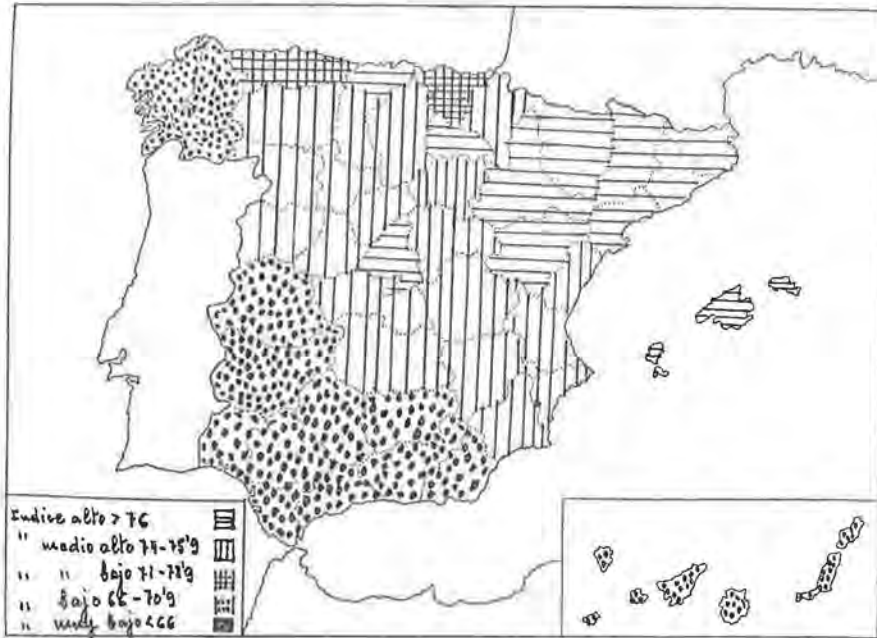 Indice alto > 76
" medio alto 74-75'9
" " bajo 71-73'9
" bajo 66-70'9
" muy bajo < 66